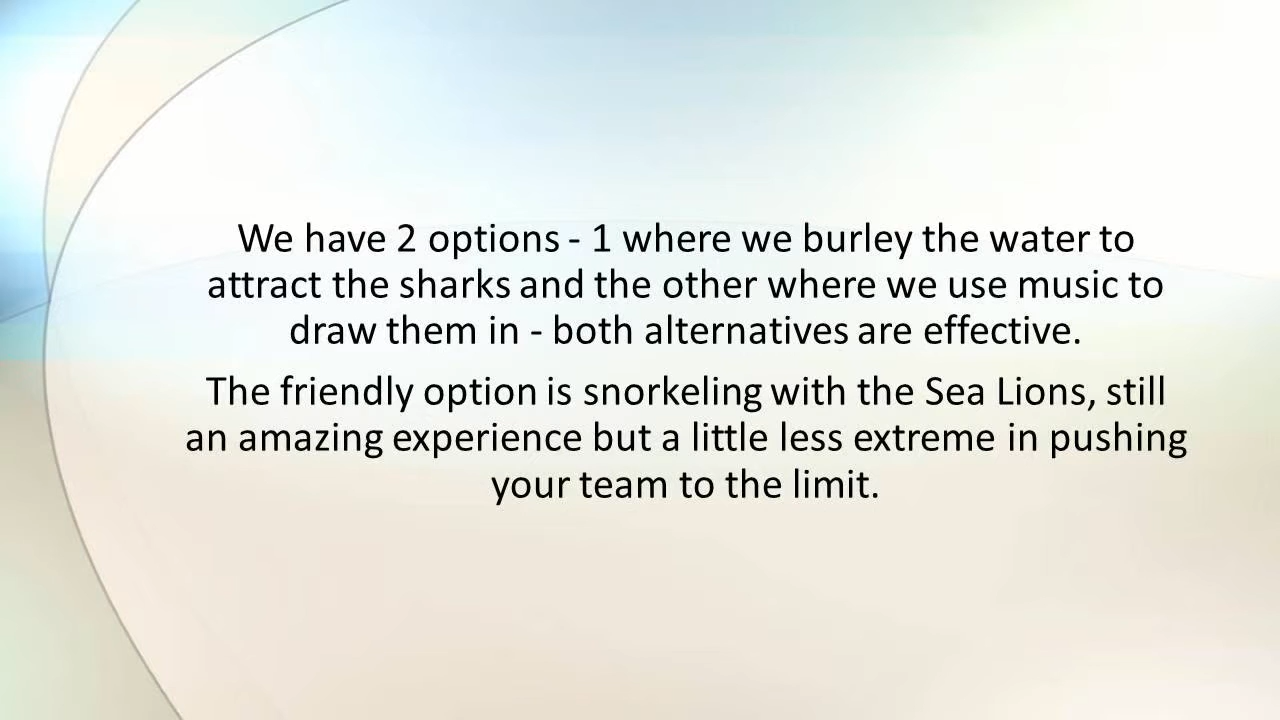 We have 2 options - 1 where we burley the water to
attract the sharks and the other where we use music to
draw them in - both alternatives are effective.
The friendly option is snorkeling with the Sea Lions, still
an amazing experience but a little less extreme in pushing
your team to the limit.